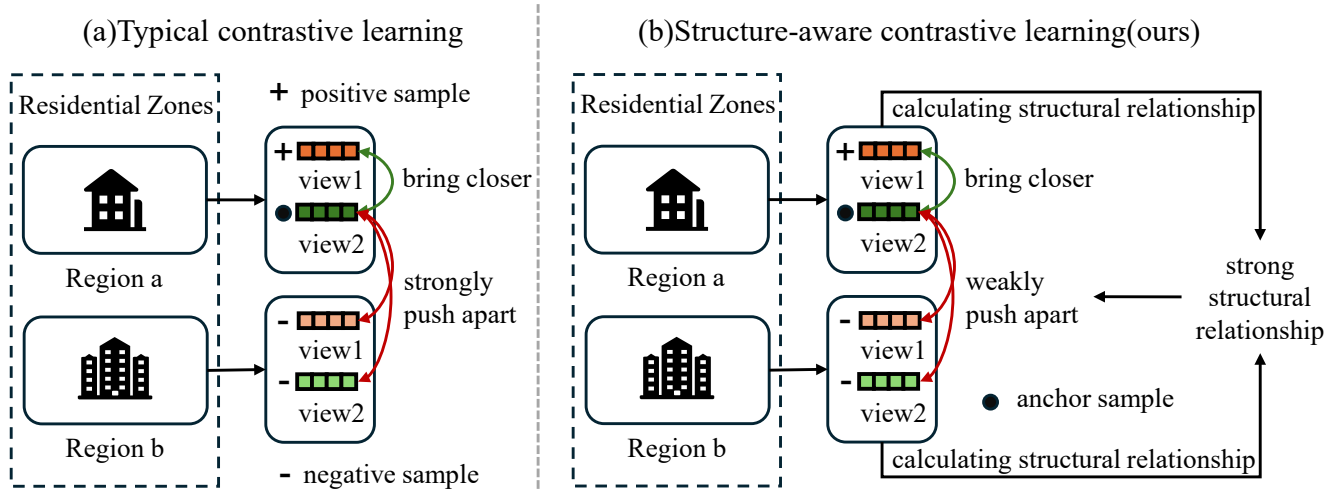 (a)Typical contrastive learning
Residential Zones
+ positive sample
+
view1
bring closer
view2
Region a
strongly
push apart
-
view1
-
view2
Region b
- negative sample
(b)Structure-aware contrastive learning(ours)
Residential Zones
calculating structural relationship
+
view1
bring closer
view2
Region a
weakly
push apart
strong
structural
relationship
-
view1
-
view2
anchor sample
Region b
calculating structural relationship